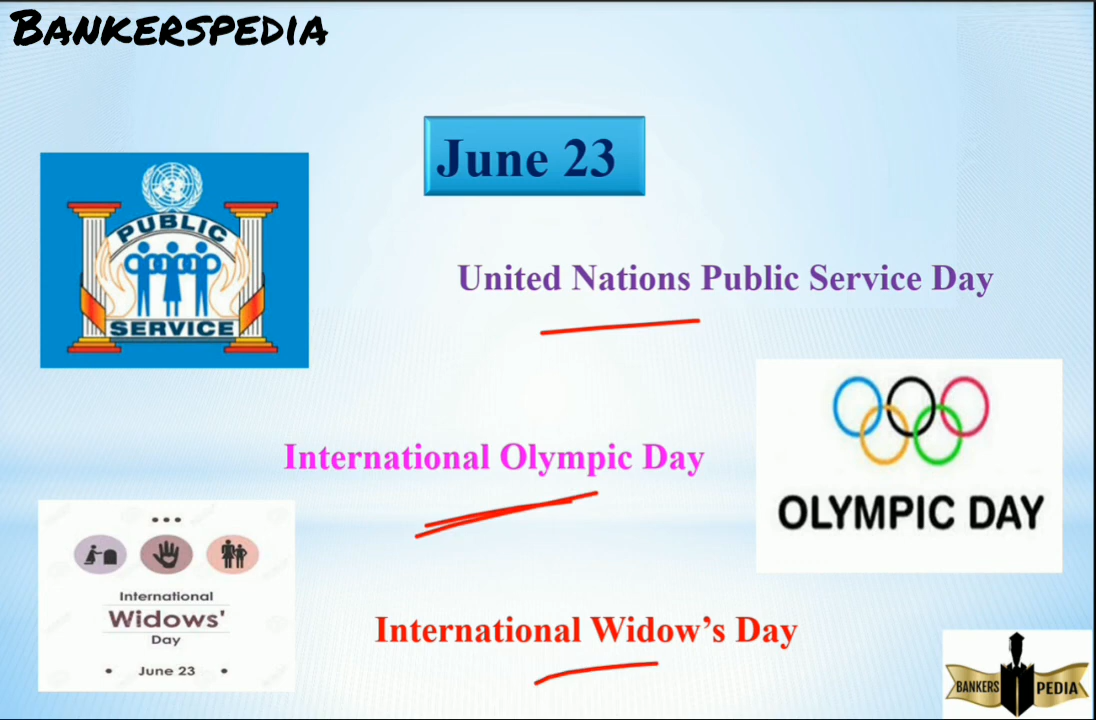 BANKERSPEDIA
June 23
PUBLIC
SERVICE
United Nations Public Service Day
International Olympic Day
OLYMPIC DAY
International
Widows'
Day
• June 23 •
International Widow’s Day
BANKERS PEDIA